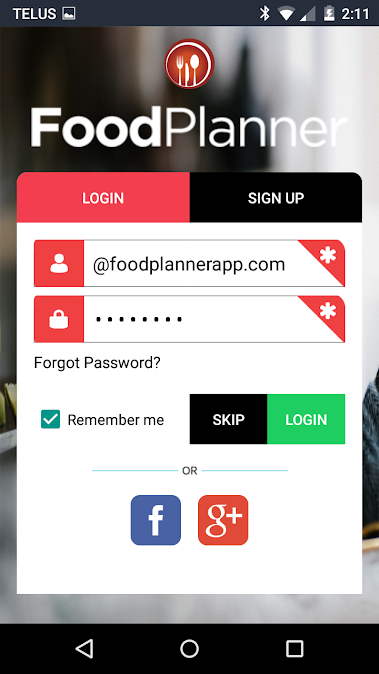 TELUS 2:11
FoodPlanner
LOGIN SIGN UP
@foodplannerapp.com *
•••••••• *
Forgot Password?
Remember me SKIP LOGIN
OR
f g+